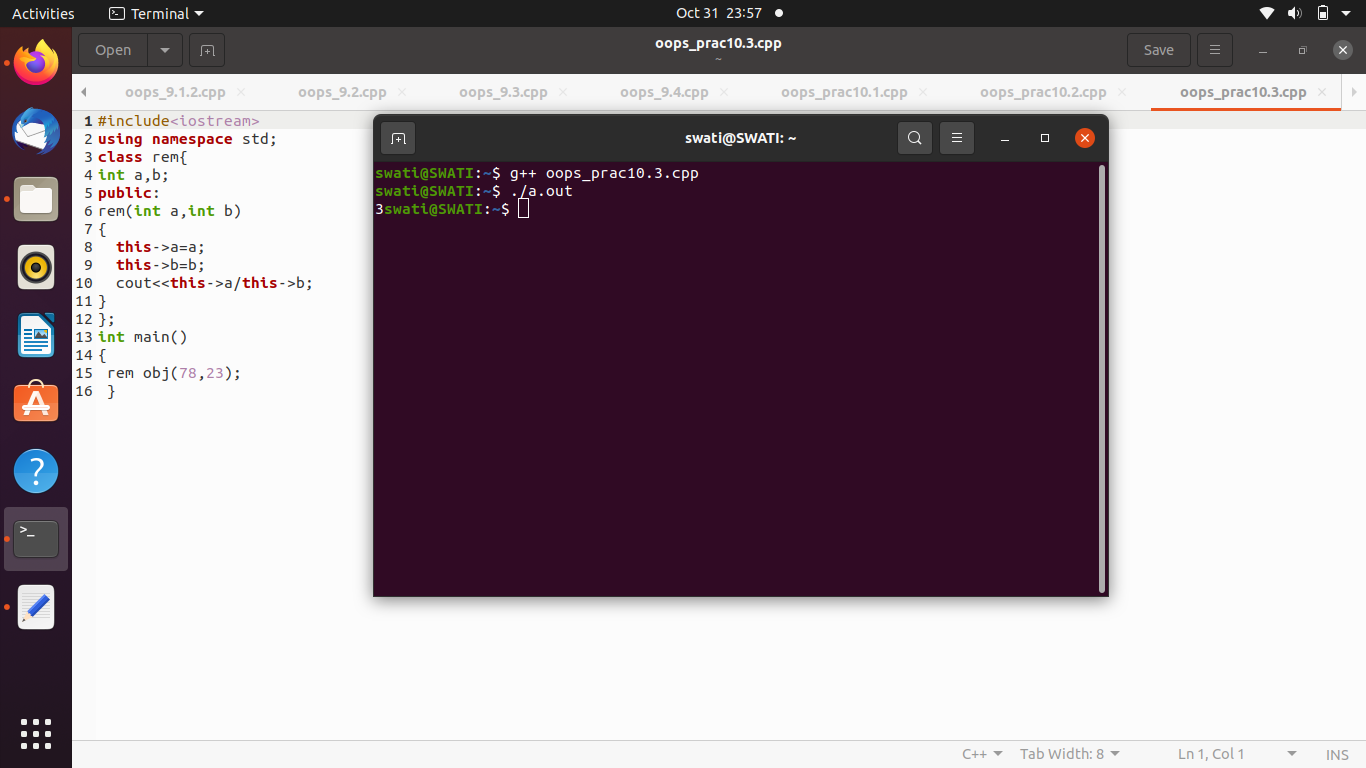 Activities Terminal Oct 31 23:57
Open oops_prac10.3.cpp Save
~
oops_9.1.2.cpp oops_9.2.cpp oops_9.3.cpp oops_9.4.cpp oops_prac10.1.cpp oops_prac10.2.cpp oops_prac10.3.cpp
1 #include<iostream>
2 using namespace std;
3 class rem{
4 int a,b;
5 public:
6 rem(int a,int b)
7 {
8   this->a=a;
9   this->b=b;
10   cout<<this->a/this->b;
11 }
12 };
13 int main()
14 {
15  rem obj(78,23);
16  }
swati@SWATI: ~
swati@SWATI:~$ g++ oops_prac10.3.cpp
swati@SWATI:~$ ./a.out
3swati@SWATI:~$
C++ Tab Width: 8 Ln 1, Col 1 INS